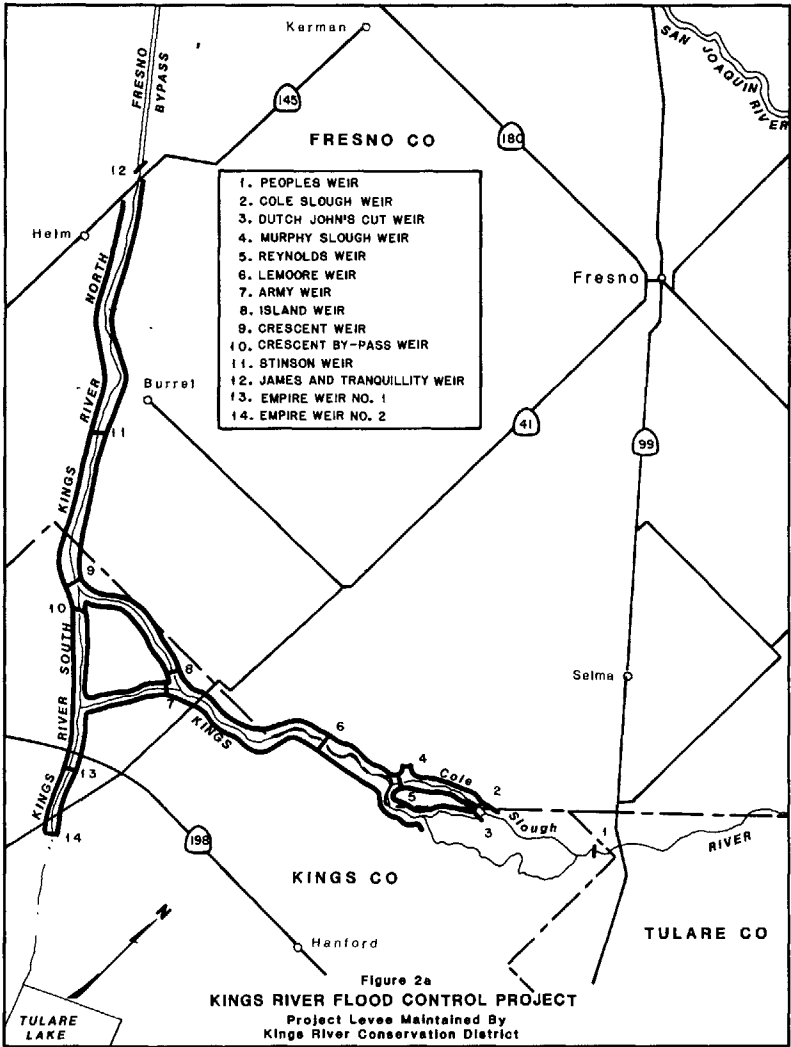 Kerman
FRESNO BYPASS
SAN JOAQUIN RIVER
145
FRESNO CO
180
12
1. PEOPLES WEIR
2. COLE SLOUGH WEIR
3. DUTCH JOHN'S CUT WEIR
4. MURPHY SLOUGH WEIR
5. REYNOLDS WEIR
6. LEMOORE WEIR
7. ARMY WEIR
8. ISLAND WEIR
9. CRESCENT WEIR
10. CRESCENT BY-PASS WEIR
11. STINSON WEIR
12. JAMES AND TRANQUILLITY WEIR
13. EMPIRE WEIR NO. 1
14. EMPIRE WEIR NO. 2
Helm
Fresno
KINGS RIVER NORTH
Burrel
41
99
11
9
10
8
7
Selma
KINGS RIVER SOUTH
KINGS
6
4
Cole Slough
2
5
3
1
RIVER
13
14
198
KINGS CO
TULARE CO
N
Hanford
Figure 2a
KINGS RIVER FLOOD CONTROL PROJECT
Project Levee Maintained By
Kings River Conservation District
TULARE
LAKE